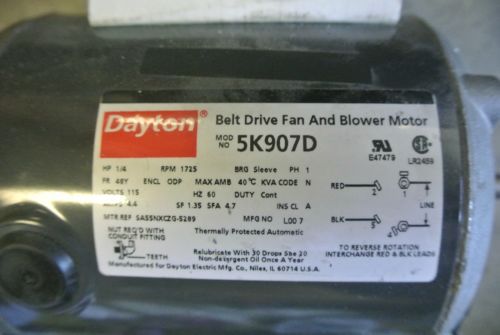 Dayton®
Belt Drive Fan And Blower Motor
MOD NO 5K907D
E47479 LR2459
HP 1/4 RPM 1725 BRG Sleeve PH 1
FR 48Y ENCL ODP MAX AMB 40°C KVA CODE N
VOLTS 115 HZ 60 DUTY Cont
AMPS 4.4 SF 1.35 SFA 4.7 INS CL A
MTR REF SA55NXCZG-5289 MFG NO L00 7
NUT REQ'D WITH CONDUIT FITTING
TEETH
Thermally Protected Automatic
Relubricate With 30 Drops Sae 20
Non-detergent Oil Once A Year
Manufactured for Dayton Electric Mfg. Co., Niles, IL 60714 U.S.A.
RED 1
LINE
BLK 4
TO REVERSE ROTATION
INTERCHANGE RED & BLK LEADS